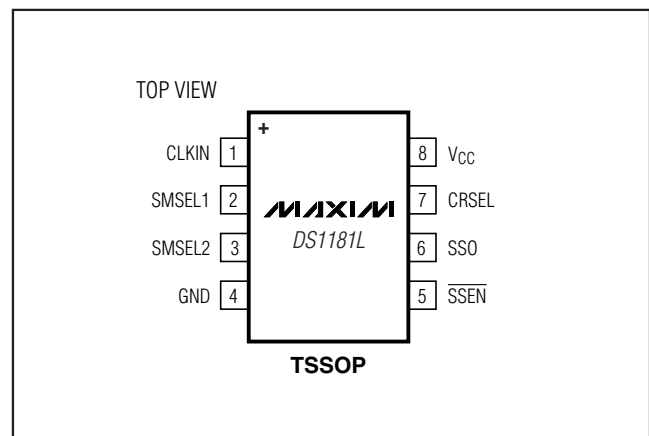 TOP VIEW
+
CLKIN 1 8 VCC
SMSEL1 2 MAXIM 7 CRSEL
SMSEL2 3 DS1181L 6 SSO
GND 4 5 S̅S̅E̅N̅
TSSOP